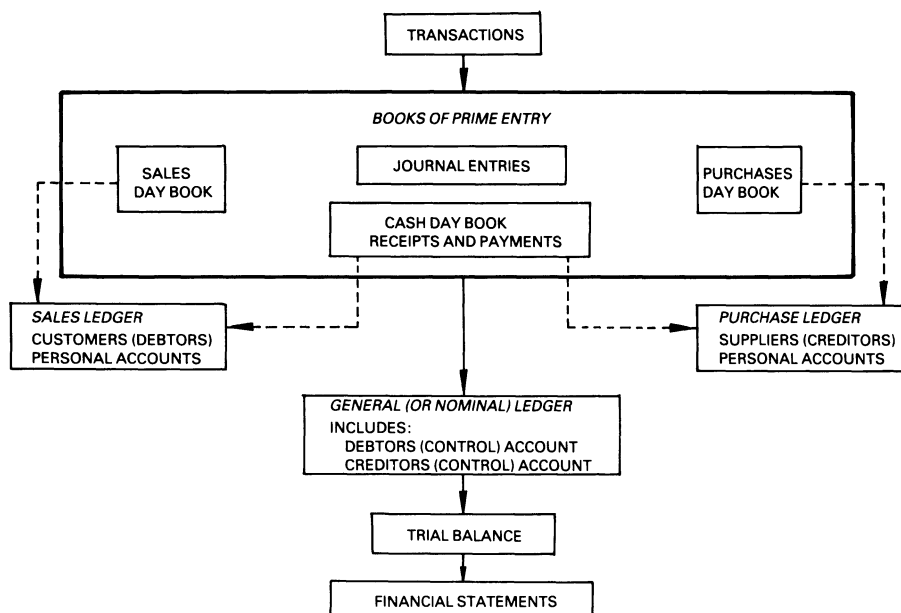 TRANSACTIONS
BOOKS OF PRIME ENTRY
SALES
DAY BOOK
JOURNAL ENTRIES
PURCHASES
DAY BOOK
CASH DAY BOOK
RECEIPTS AND PAYMENTS
SALES LEDGER
CUSTOMERS (DEBTORS)
PERSONAL ACCOUNTS
PURCHASE LEDGER
SUPPLIERS (CREDITORS)
PERSONAL ACCOUNTS
GENERAL (OR NOMINAL) LEDGER
INCLUDES:
DEBTORS (CONTROL) ACCOUNT
CREDITORS (CONTROL) ACCOUNT
TRIAL BALANCE
FINANCIAL STATEMENTS